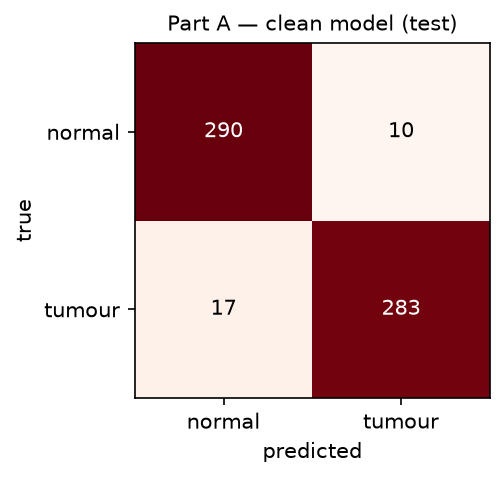 Part A — clean model (test)
normal
290
10
true
tumour
17
283
normal
tumour
predicted